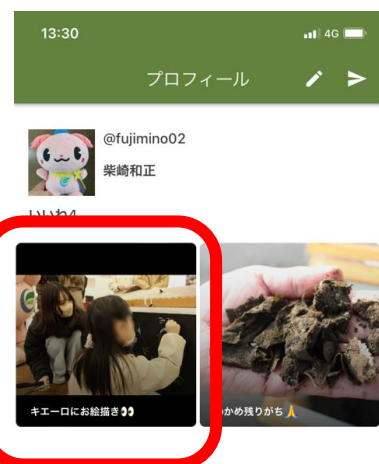 13:30
4G
プロフィール
@fujimino02
柴崎和正
いいね4
キエーロにお絵描き👀
かめ残りがち🙏